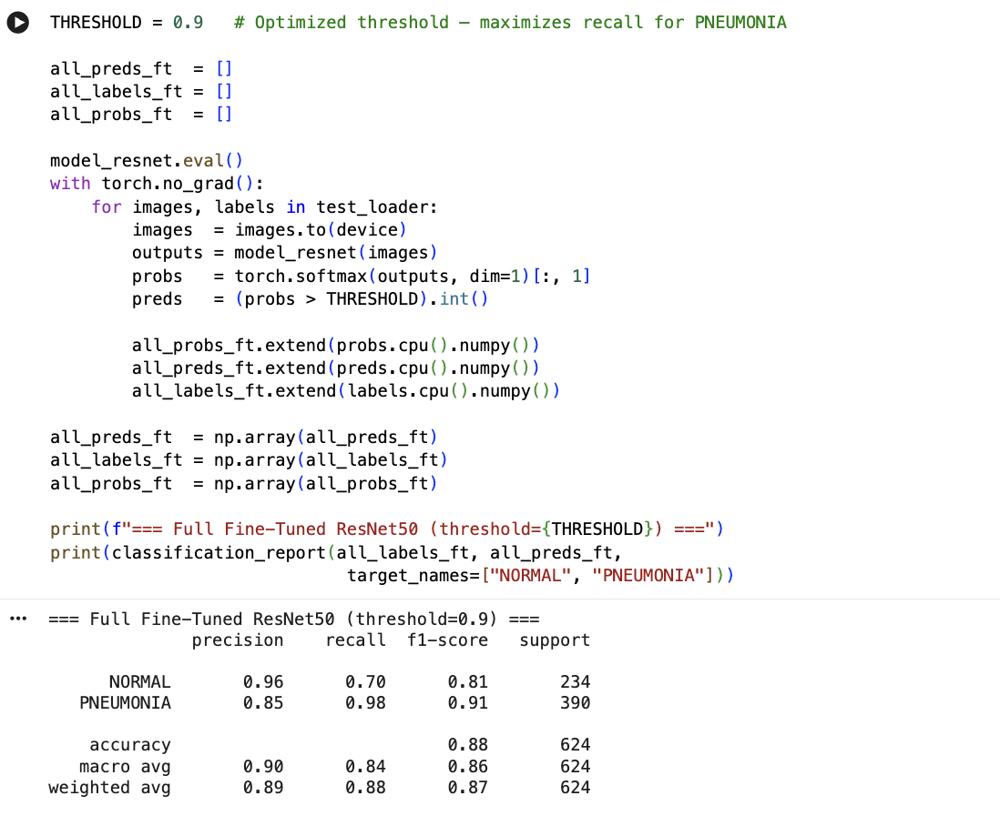 THRESHOLD = 0.9   # Optimized threshold — maximizes recall for PNEUMONIA

all_preds_ft  = []
all_labels_ft = []
all_probs_ft  = []

model_resnet.eval()
with torch.no_grad():
    for images, labels in test_loader:
        images  = images.to(device)
        outputs = model_resnet(images)
        probs   = torch.softmax(outputs, dim=1)[:, 1]
        preds   = (probs > THRESHOLD).int()

        all_probs_ft.extend(probs.cpu().numpy())
        all_preds_ft.extend(preds.cpu().numpy())
        all_labels_ft.extend(labels.cpu().numpy())

all_preds_ft  = np.array(all_preds_ft)
all_labels_ft = np.array(all_labels_ft)
all_probs_ft  = np.array(all_probs_ft)

print(f"=== Full Fine-Tuned ResNet50 (threshold={THRESHOLD}) ===")
print(classification_report(all_labels_ft, all_preds_ft,
                             target_names=["NORMAL", "PNEUMONIA"]))

=== Full Fine-Tuned ResNet50 (threshold=0.9) ===
              precision    recall  f1-score   support

      NORMAL       0.96      0.70      0.81       234
   PNEUMONIA       0.85      0.98      0.91       390

    accuracy                           0.88       624
   macro avg       0.90      0.84      0.86       624
weighted avg       0.89      0.88      0.87       624